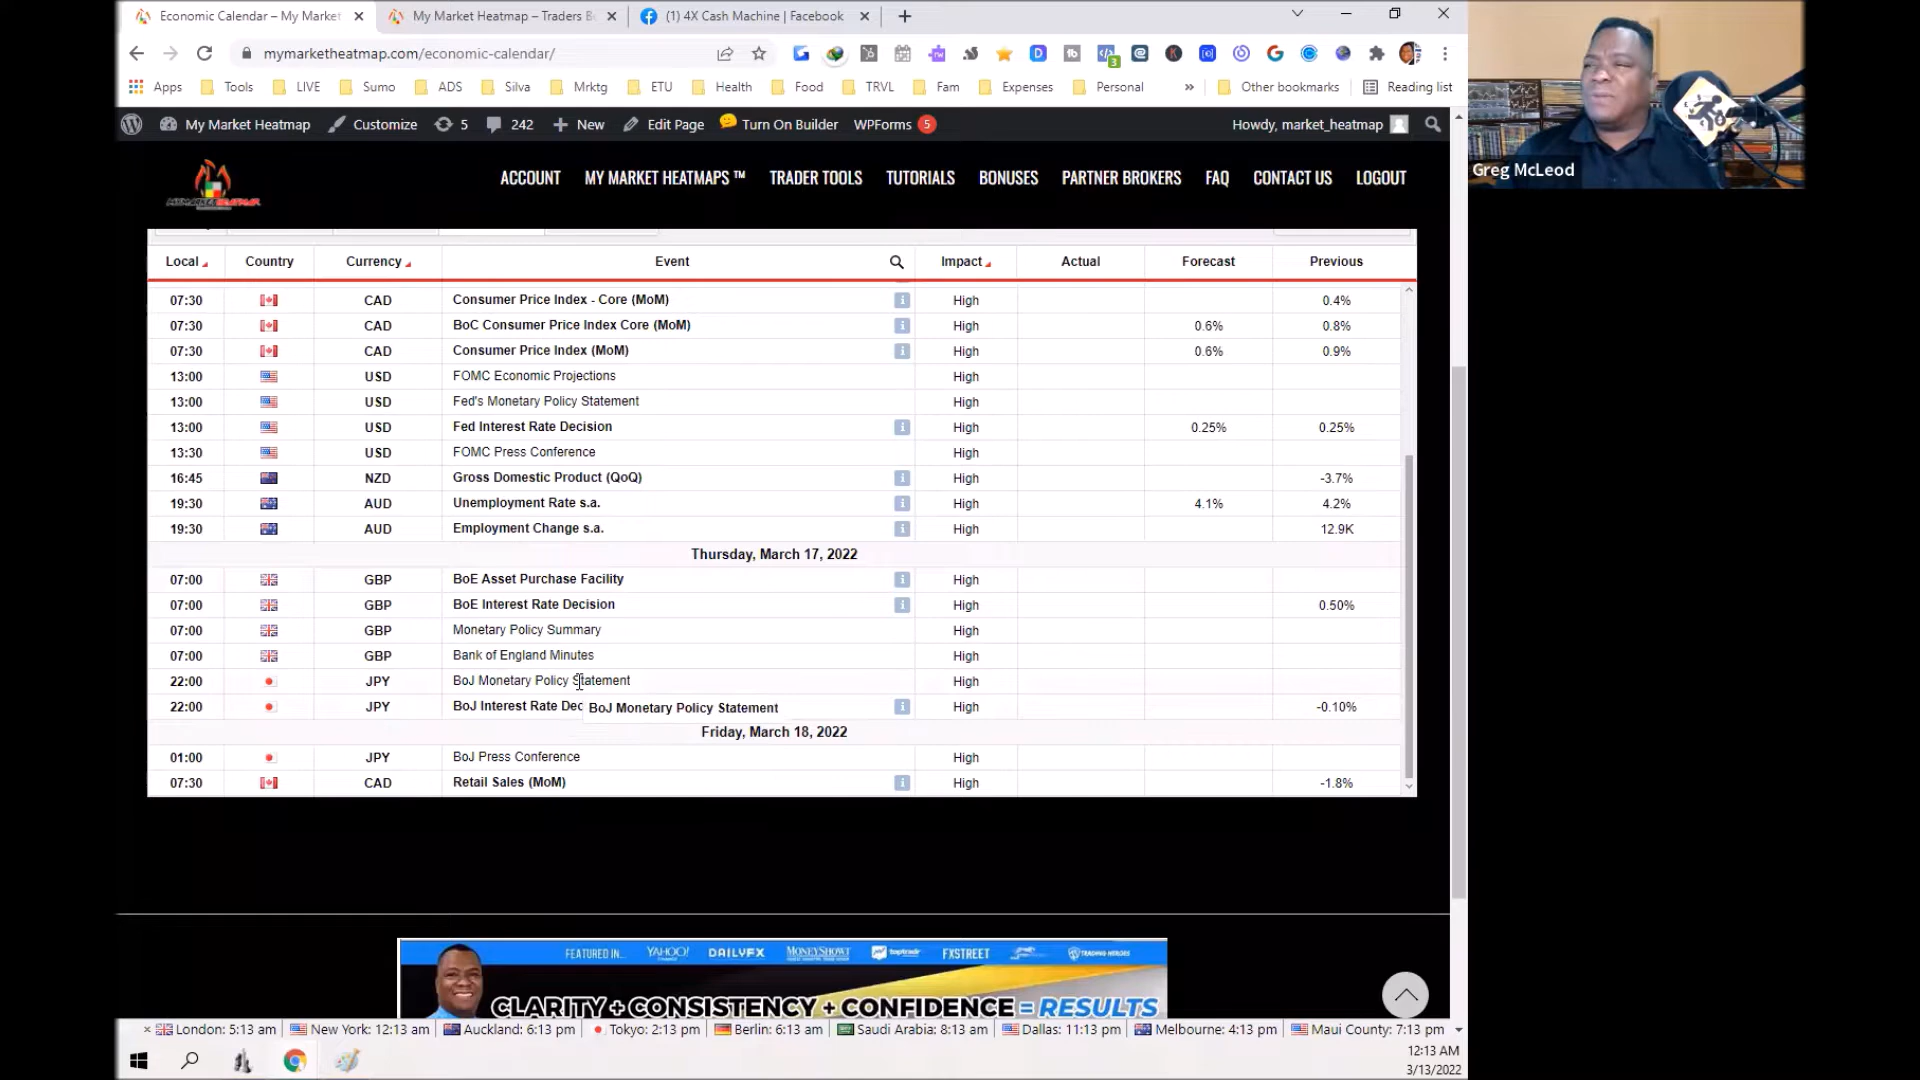 Economic Calendar – My Market
My Market Heatmap – Traders B
(1) 4X Cash Machine | Facebook
mymarketheatmap.com/economic-calendar/
3
Apps Tools LIVE Sumo ADS Silva Mrktg ETU Health Food TRVL Fam Expenses Personal » Other bookmarks Reading list
My Market Heatmap Customize 5 242 New Edit Page Turn On Builder WPForms 5 Howdy, market_heatmap
Greg McLeod
ACCOUNT MY MARKET HEATMAPS ™ TRADER TOOLS TUTORIALS BONUSES PARTNER BROKERS FAQ CONTACT US LOGOUT
Local Country Currency Event Impact Actual Forecast Previous
07:30 CAD Consumer Price Index - Core (MoM) High 0.4%
07:30 CAD BoC Consumer Price Index Core (MoM) High 0.6% 0.8%
07:30 CAD Consumer Price Index (MoM) High 0.6% 0.9%
13:00 USD FOMC Economic Projections High
13:00 USD Fed's Monetary Policy Statement High
13:00 USD Fed Interest Rate Decision High 0.25% 0.25%
13:30 USD FOMC Press Conference High
16:45 NZD Gross Domestic Product (QoQ) High -3.7%
19:30 AUD Unemployment Rate s.a. High 4.1% 4.2%
19:30 AUD Employment Change s.a. High 12.9K
Thursday, March 17, 2022
07:00 GBP BoE Asset Purchase Facility High
07:00 GBP BoE Interest Rate Decision High 0.50%
07:00 GBP Monetary Policy Summary High
07:00 GBP Bank of England Minutes High
22:00 JPY BoJ Monetary Policy Statement High
22:00 JPY BoJ Interest Rate Dec BoJ Monetary Policy Statement High -0.10%
Friday, March 18, 2022
01:00 JPY BoJ Press Conference High
07:30 CAD Retail Sales (MoM) High -1.8%
FEATURED IN... YAHOO! DAILYFX MONEYSHOW toptradr FXSTREET TRADING HEROES
CLARITY + CONSISTENCY + CONFIDENCE = RESULTS
London: 5:13 am New York: 12:13 am Auckland: 6:13 pm Tokyo: 2:13 pm Berlin: 6:13 am Saudi Arabia: 8:13 am Dallas: 11:13 pm Melbourne: 4:13 pm Maui County: 7:13 pm
12:13 AM
3/13/2022